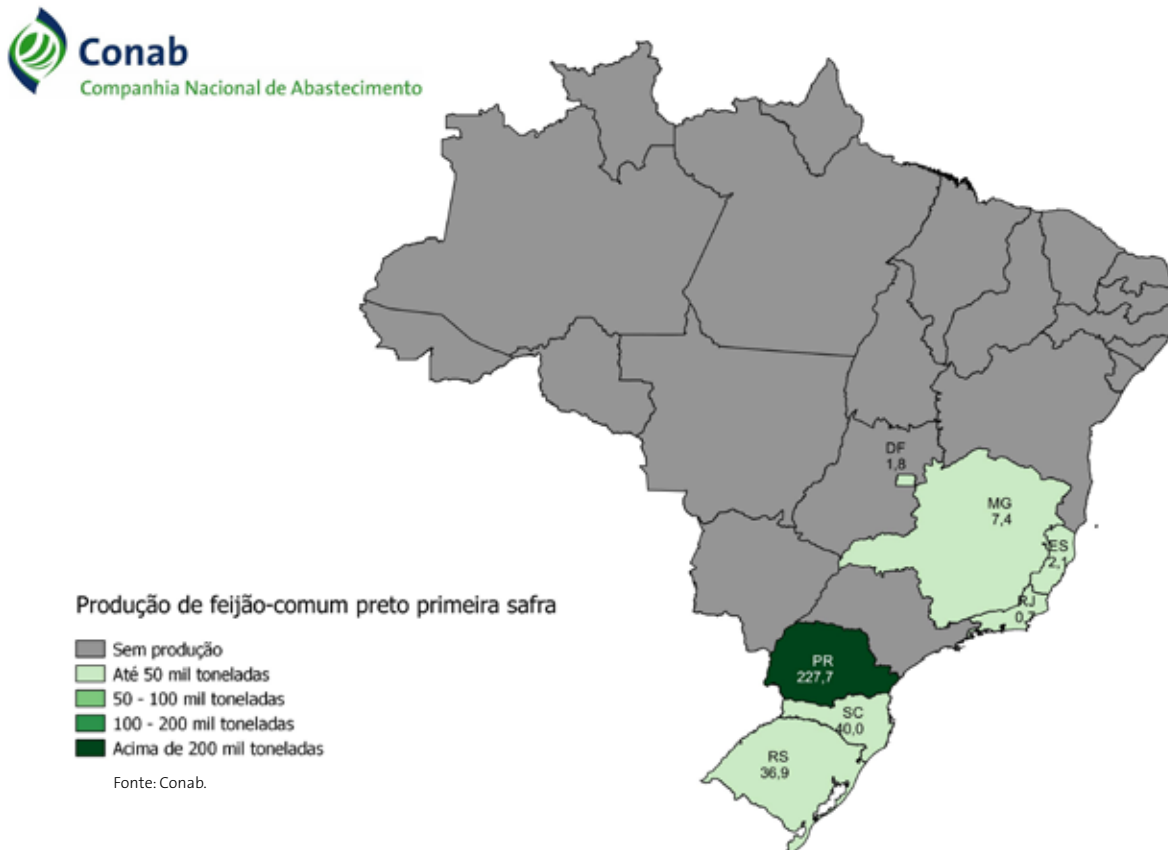 Conab
Companhia Nacional de Abastecimento
DF
1,8
MG
7,4
ES
2,1
RJ
0,7
PR
227,7
SC
40,0
RS
36,9
Produção de feijão-comum preto primeira safra
Sem produção
Até 50 mil toneladas
50 - 100 mil toneladas
100 - 200 mil toneladas
Acima de 200 mil toneladas
Fonte: Conab.